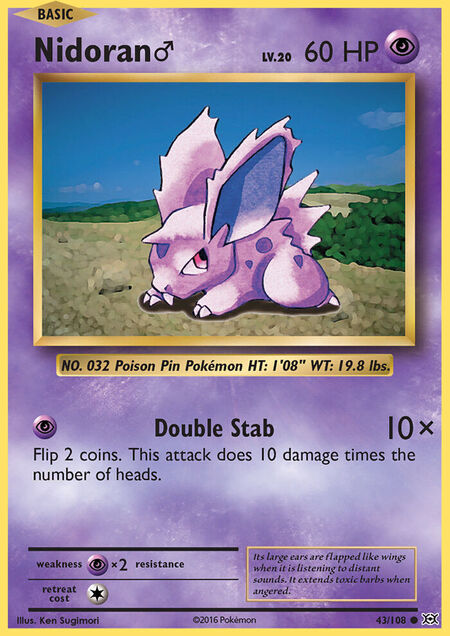 BASIC
Nidoran♂ LV.20 60 HP
NO. 032 Poison Pin Pokémon HT: 1'08" WT: 19.8 lbs.
Double Stab 10×
Flip 2 coins. This attack does 10 damage times the
number of heads.
weakness ×2 resistance
retreat
cost
Its large ears are flapped like wings
when it is listening to distant
sounds. It extends toxic barbs when
angered.
Illus. Ken Sugimori ©2016 Pokémon 43/108